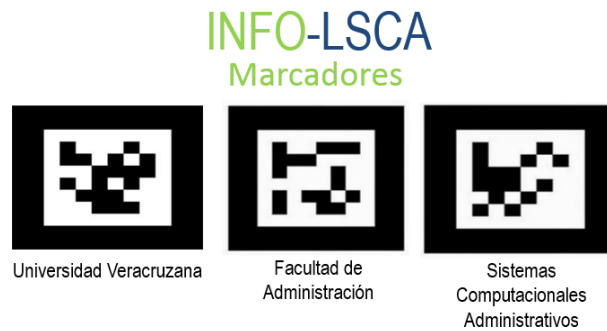 INFO-LSCA
Marcadores
Universidad Veracruzana
Facultad de
Administración
Sistemas
Computacionales
Administrativos